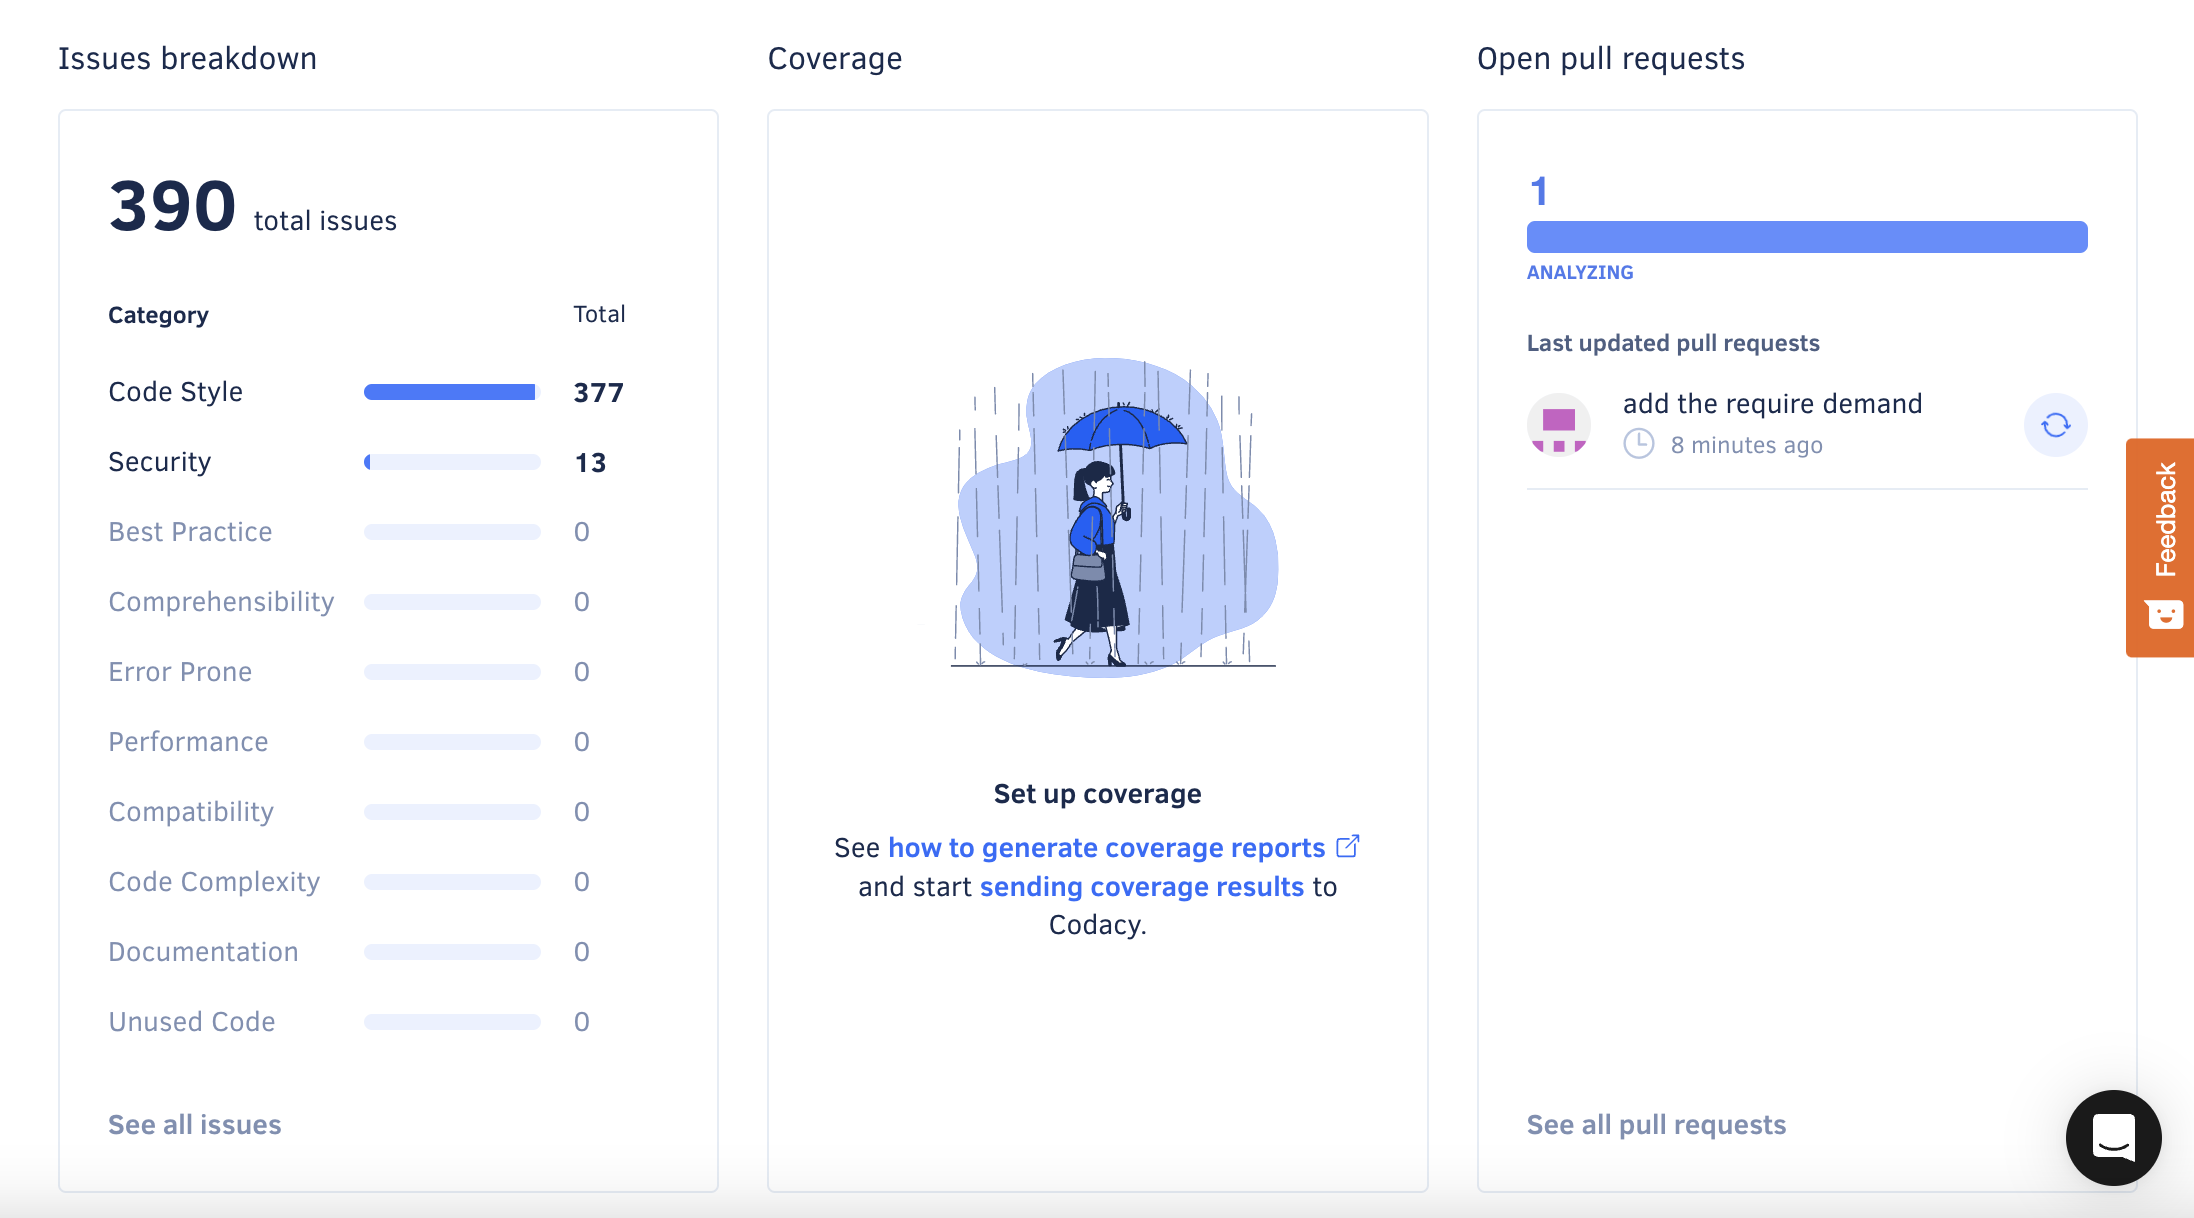 Issues breakdown
390 total issues
Category Total
Code Style 377
Security 13
Best Practice 0
Comprehensibility 0
Error Prone 0
Performance 0
Compatibility 0
Code Complexity 0
Documentation 0
Unused Code 0
See all issues
Coverage
Set up coverage
See how to generate coverage reports
and start sending coverage results to
Codacy.
Open pull requests
1
ANALYZING
Last updated pull requests
add the require demand
8 minutes ago
See all pull requests
Feedback